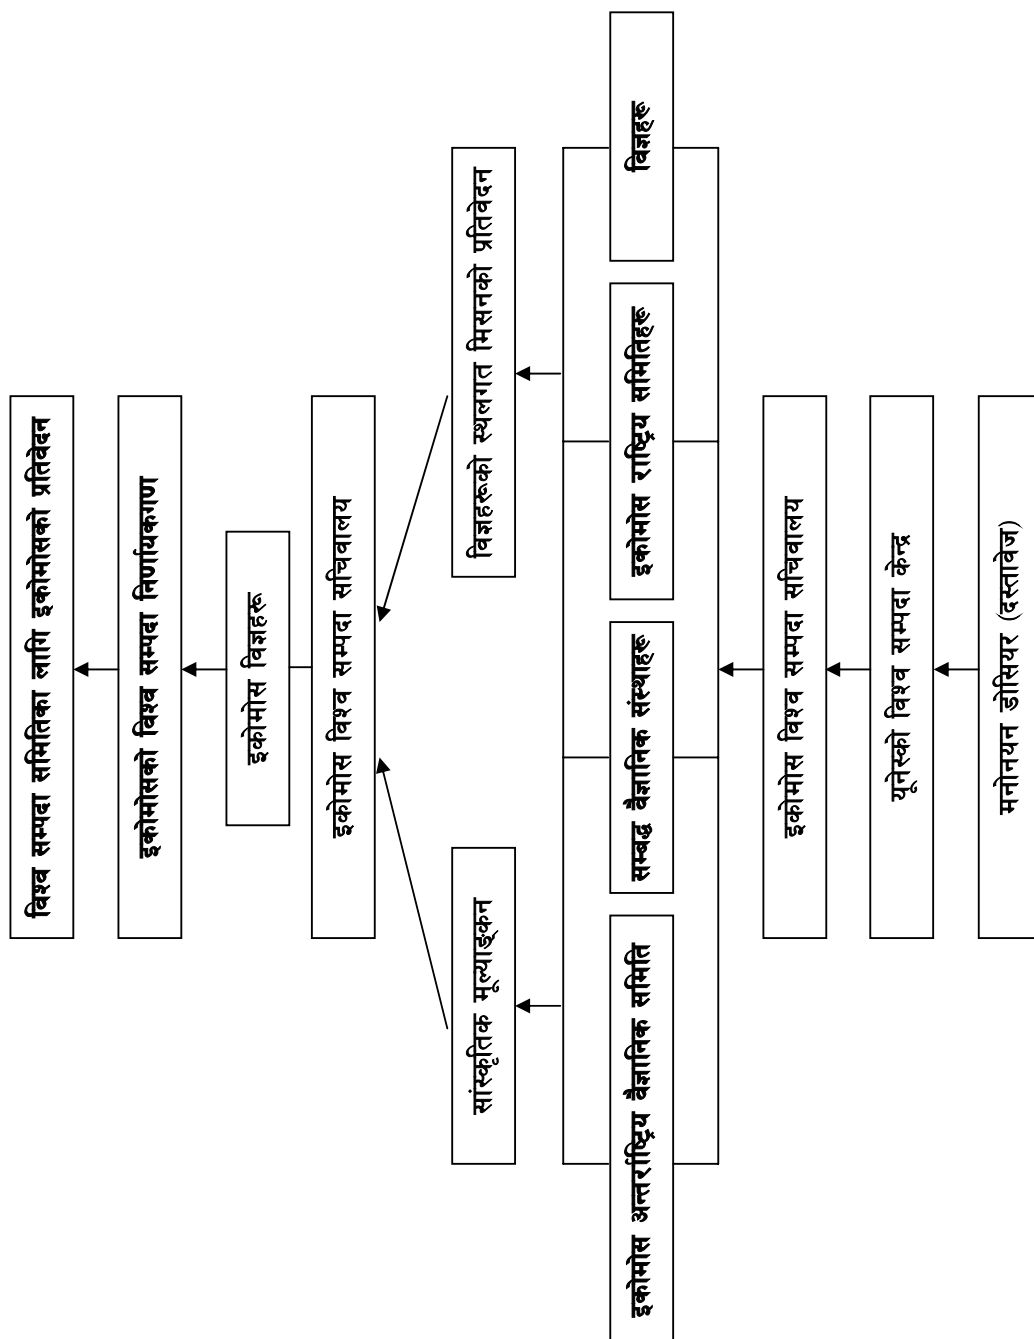 मनोनयन डोसियर (दस्तावेज)
यूनेस्को विश्व सम्पदा केन्द्र
इकोमोस विश्व सम्पदा सचिवालय
इकोमोस अन्तर्राष्ट्रिय वैज्ञानिक समिति
सम्बद्ध वैज्ञानिक संस्थाहरू
इकोमोस राष्ट्रिय समितिहरू
विज्ञहरू
सांस्कृतिक मूल्याङ्कन
विज्ञहरूको स्थलगत मिसनको प्रतिवेदन
इकोमोस विश्व सम्पदा सचिवालय
इकोमोस विज्ञहरू
इकोमोसको विश्व सम्पदा निर्णायकगण
विश्व सम्पदा समितिका लागि इकोमोसको प्रतिवेदन